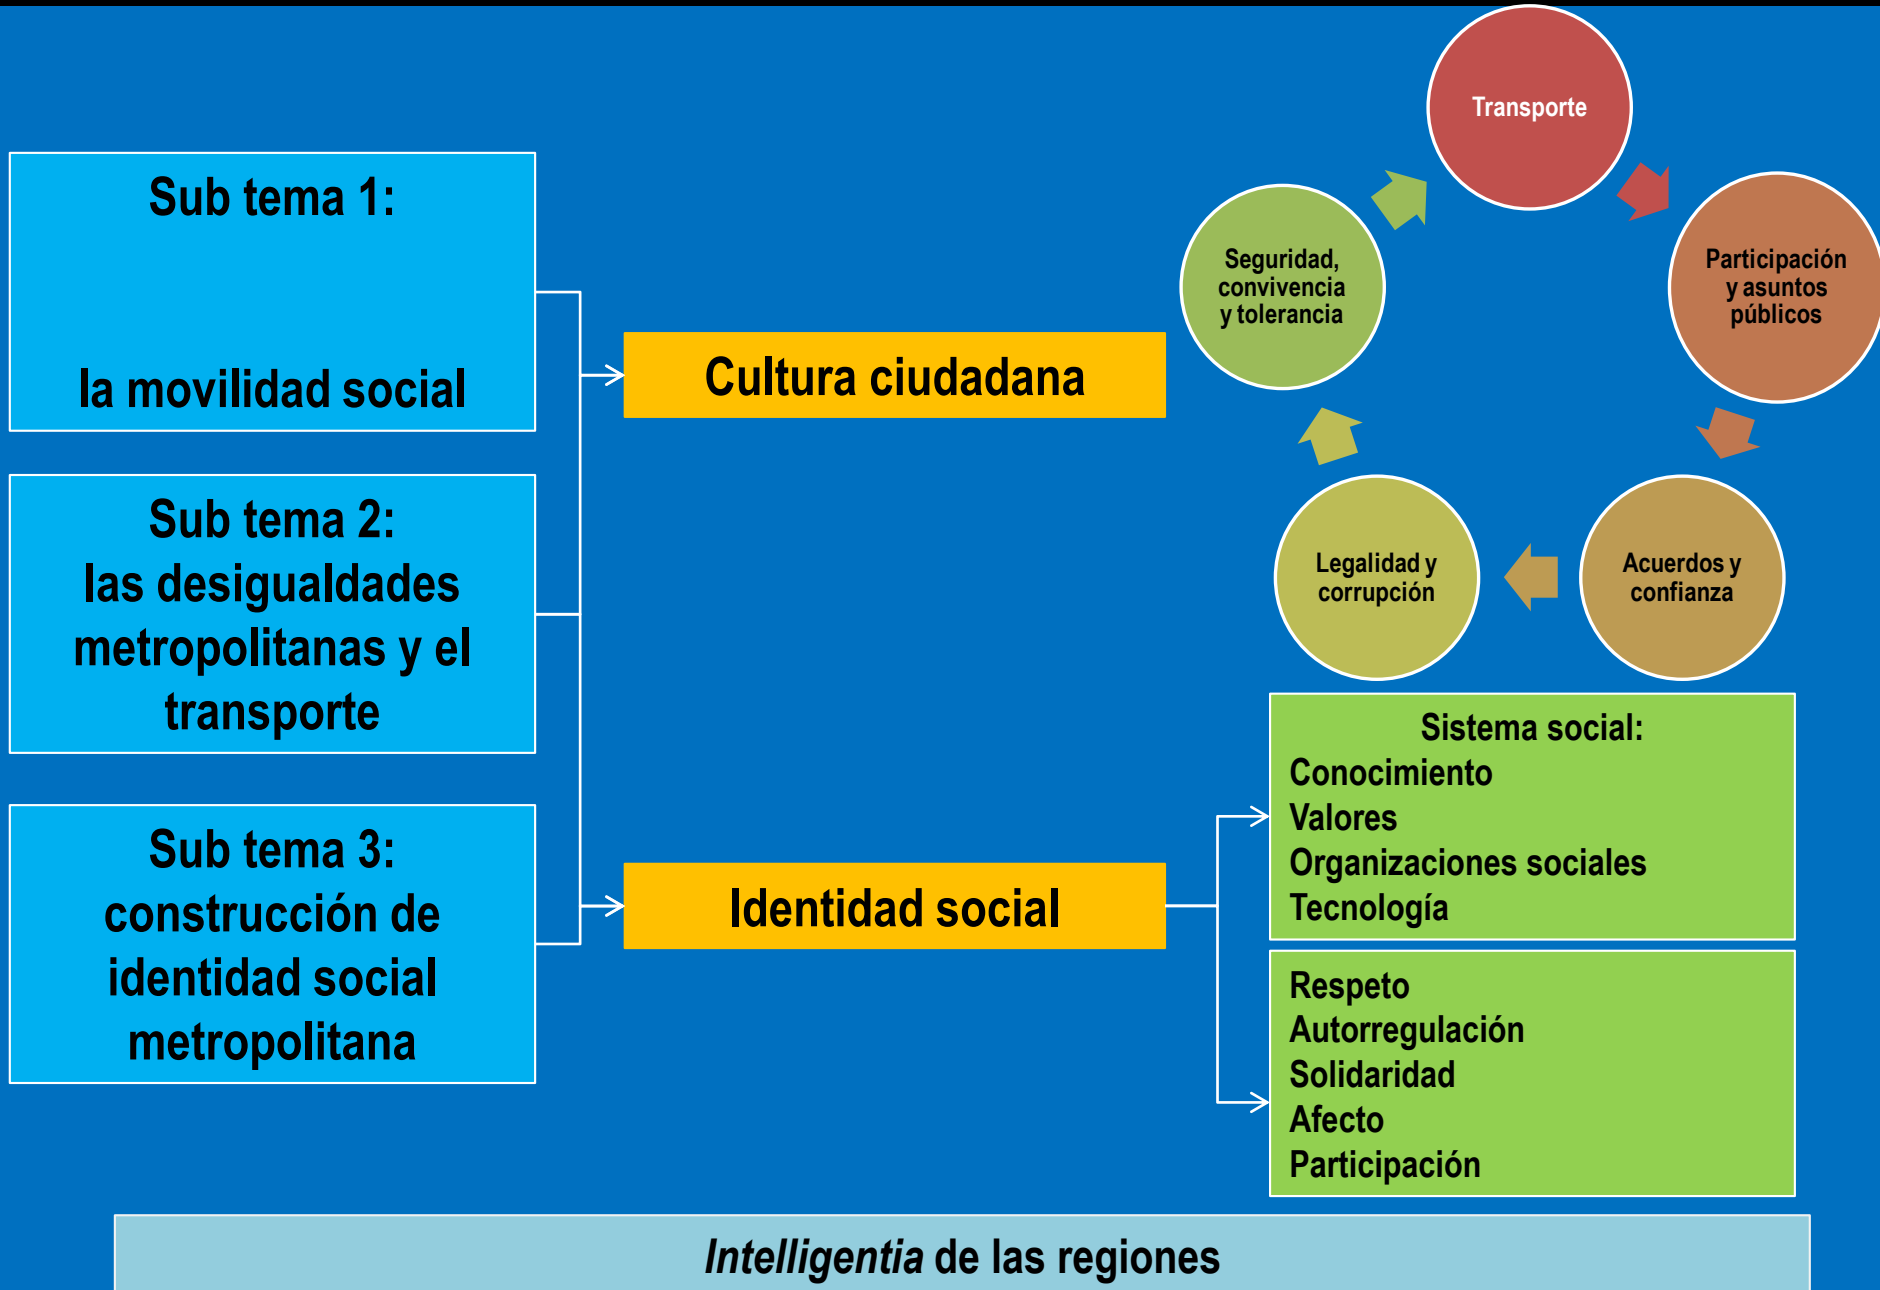 Sub tema 1:
la movilidad social
Sub tema 2:
las desigualdades
metropolitanas y el
transporte
Sub tema 3:
construcción de
identidad social
metropolitana
Cultura ciudadana
Identidad social
Transporte
Participación
y asuntos
públicos
Acuerdos y
confianza
Legalidad y
corrupción
Seguridad,
convivencia
y tolerancia
Sistema social:
Conocimiento
Valores
Organizaciones sociales
Tecnología
Respeto
Autorregulación
Solidaridad
Afecto
Participación
Intelligentia de las regiones